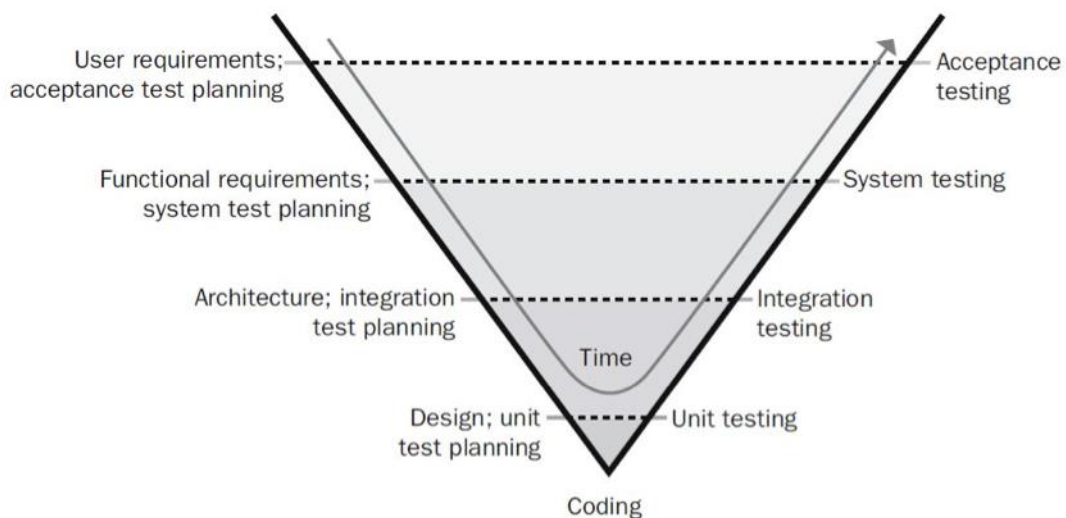 User requirements;
acceptance test planning
Acceptance
testing
Functional requirements;
system test planning
System testing
Architecture; integration
test planning
Integration
testing
Time
Design; unit
test planning
Unit testing
Coding